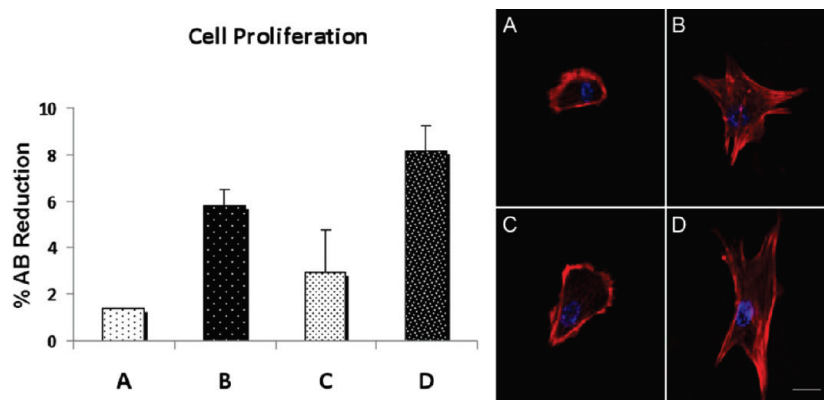 Cell Proliferation
% AB Reduction
10
8
6
4
2
0
A B C D
A
B
C
D